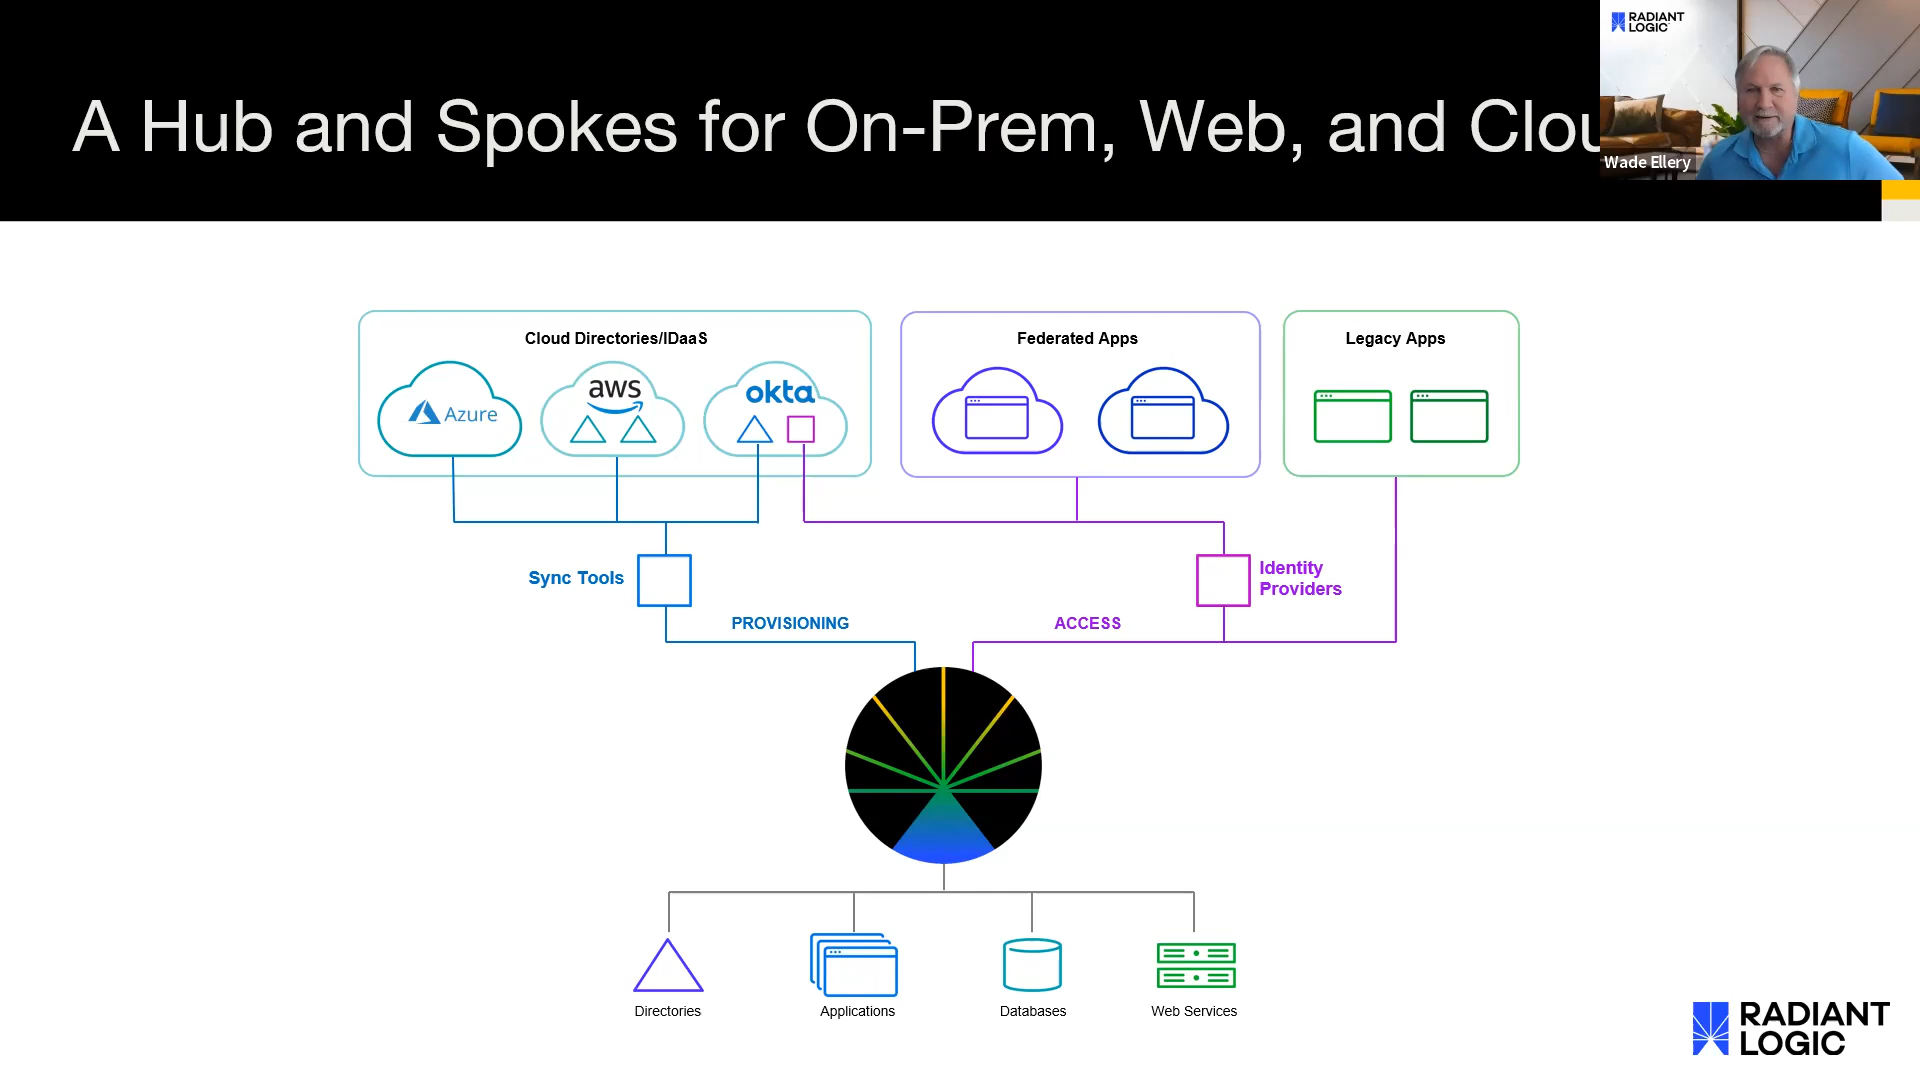 A Hub and Spokes for On-Prem, Web, and Clou
RADIANT
LOGIC
Wade Ellery
Cloud Directories/IDaaS
Federated Apps
Legacy Apps
Azure
aws
okta
Sync Tools
Identity
Providers
PROVISIONING
ACCESS
Directories
Applications
Databases
Web Services
RADIANT
LOGIC